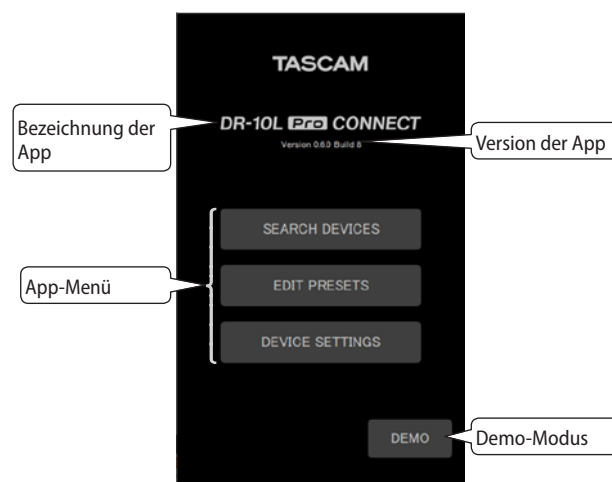 TASCAM
DR-10L Pro CONNECT
Version 0.6.0 Build 8
Bezeichnung der
App
Version der App
SEARCH DEVICES
EDIT PRESETS
App-Menü
DEVICE SETTINGS
DEMO
Demo-Modus